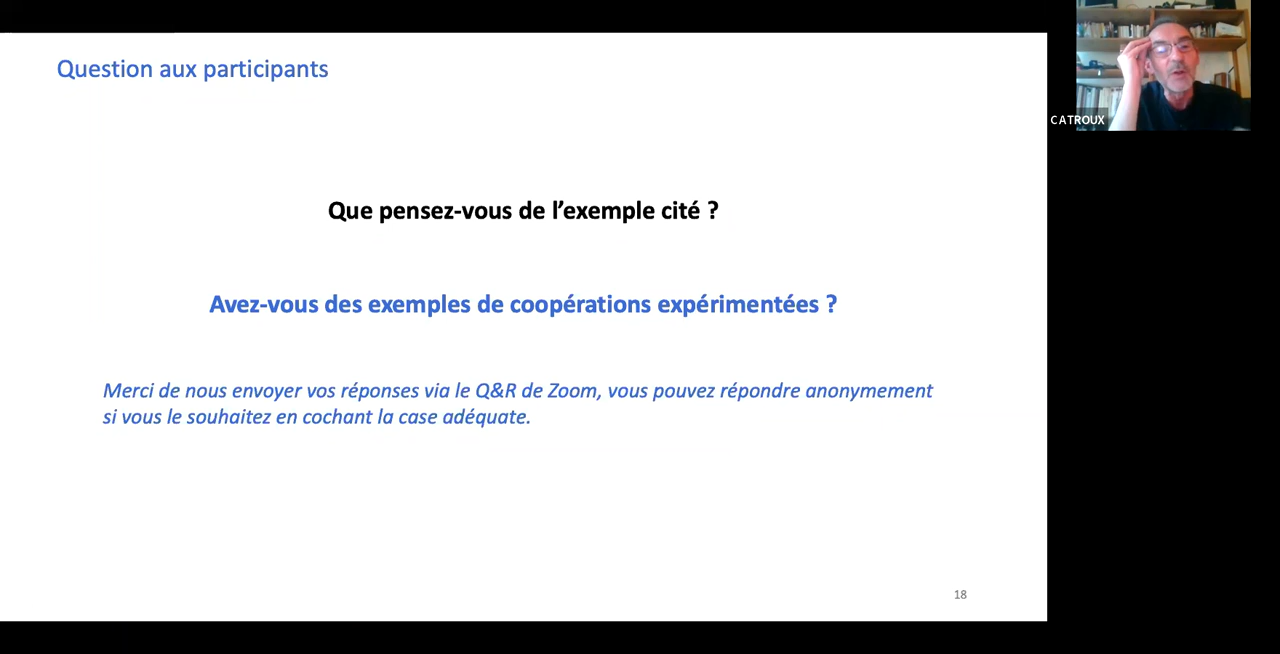 Question aux participants
CATROUX
Que pensez-vous de l’exemple cité ?
Avez-vous des exemples de coopérations expérimentées ?
Merci de nous envoyer vos réponses via le Q&R de Zoom, vous pouvez répondre anonymement
si vous le souhaitez en cochant la case adéquate.
18